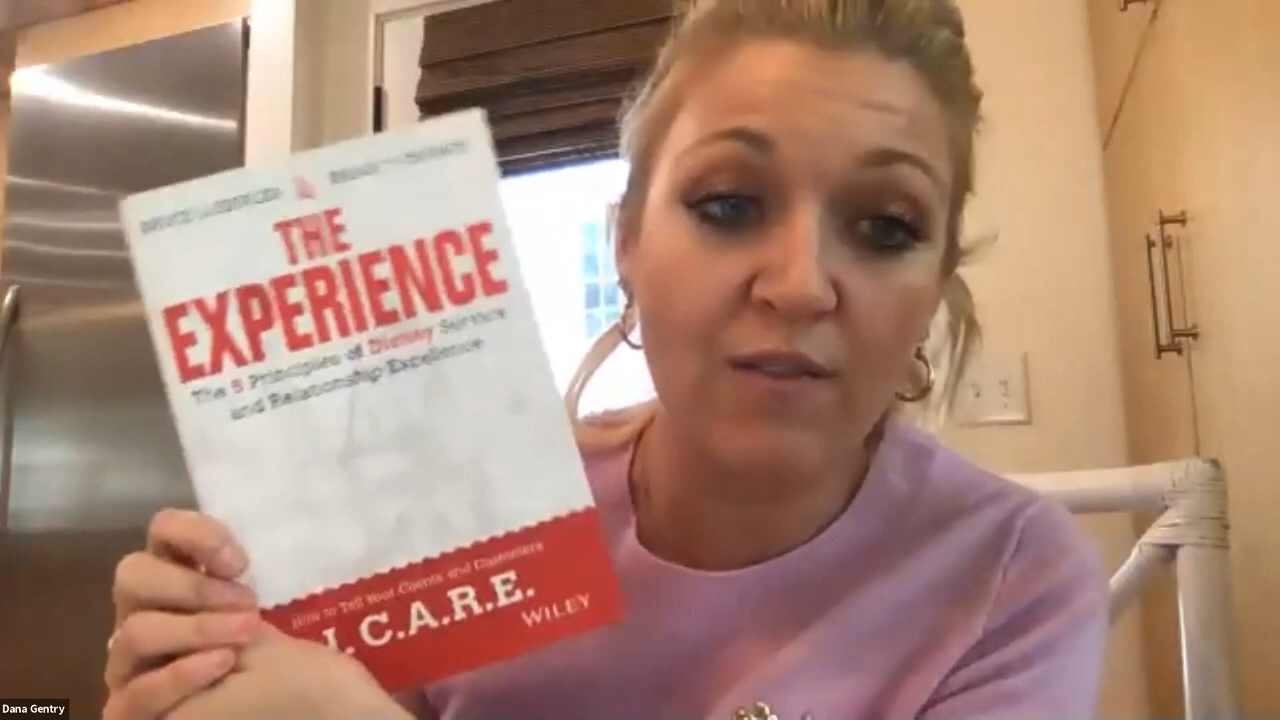 THE
EXPERIENCE
The 5 Principles of Disney Service
and Relationship Excellence
How to Tell Your Clients and Customers
I. C.A.R.E.
WILEY
Dana Gentry